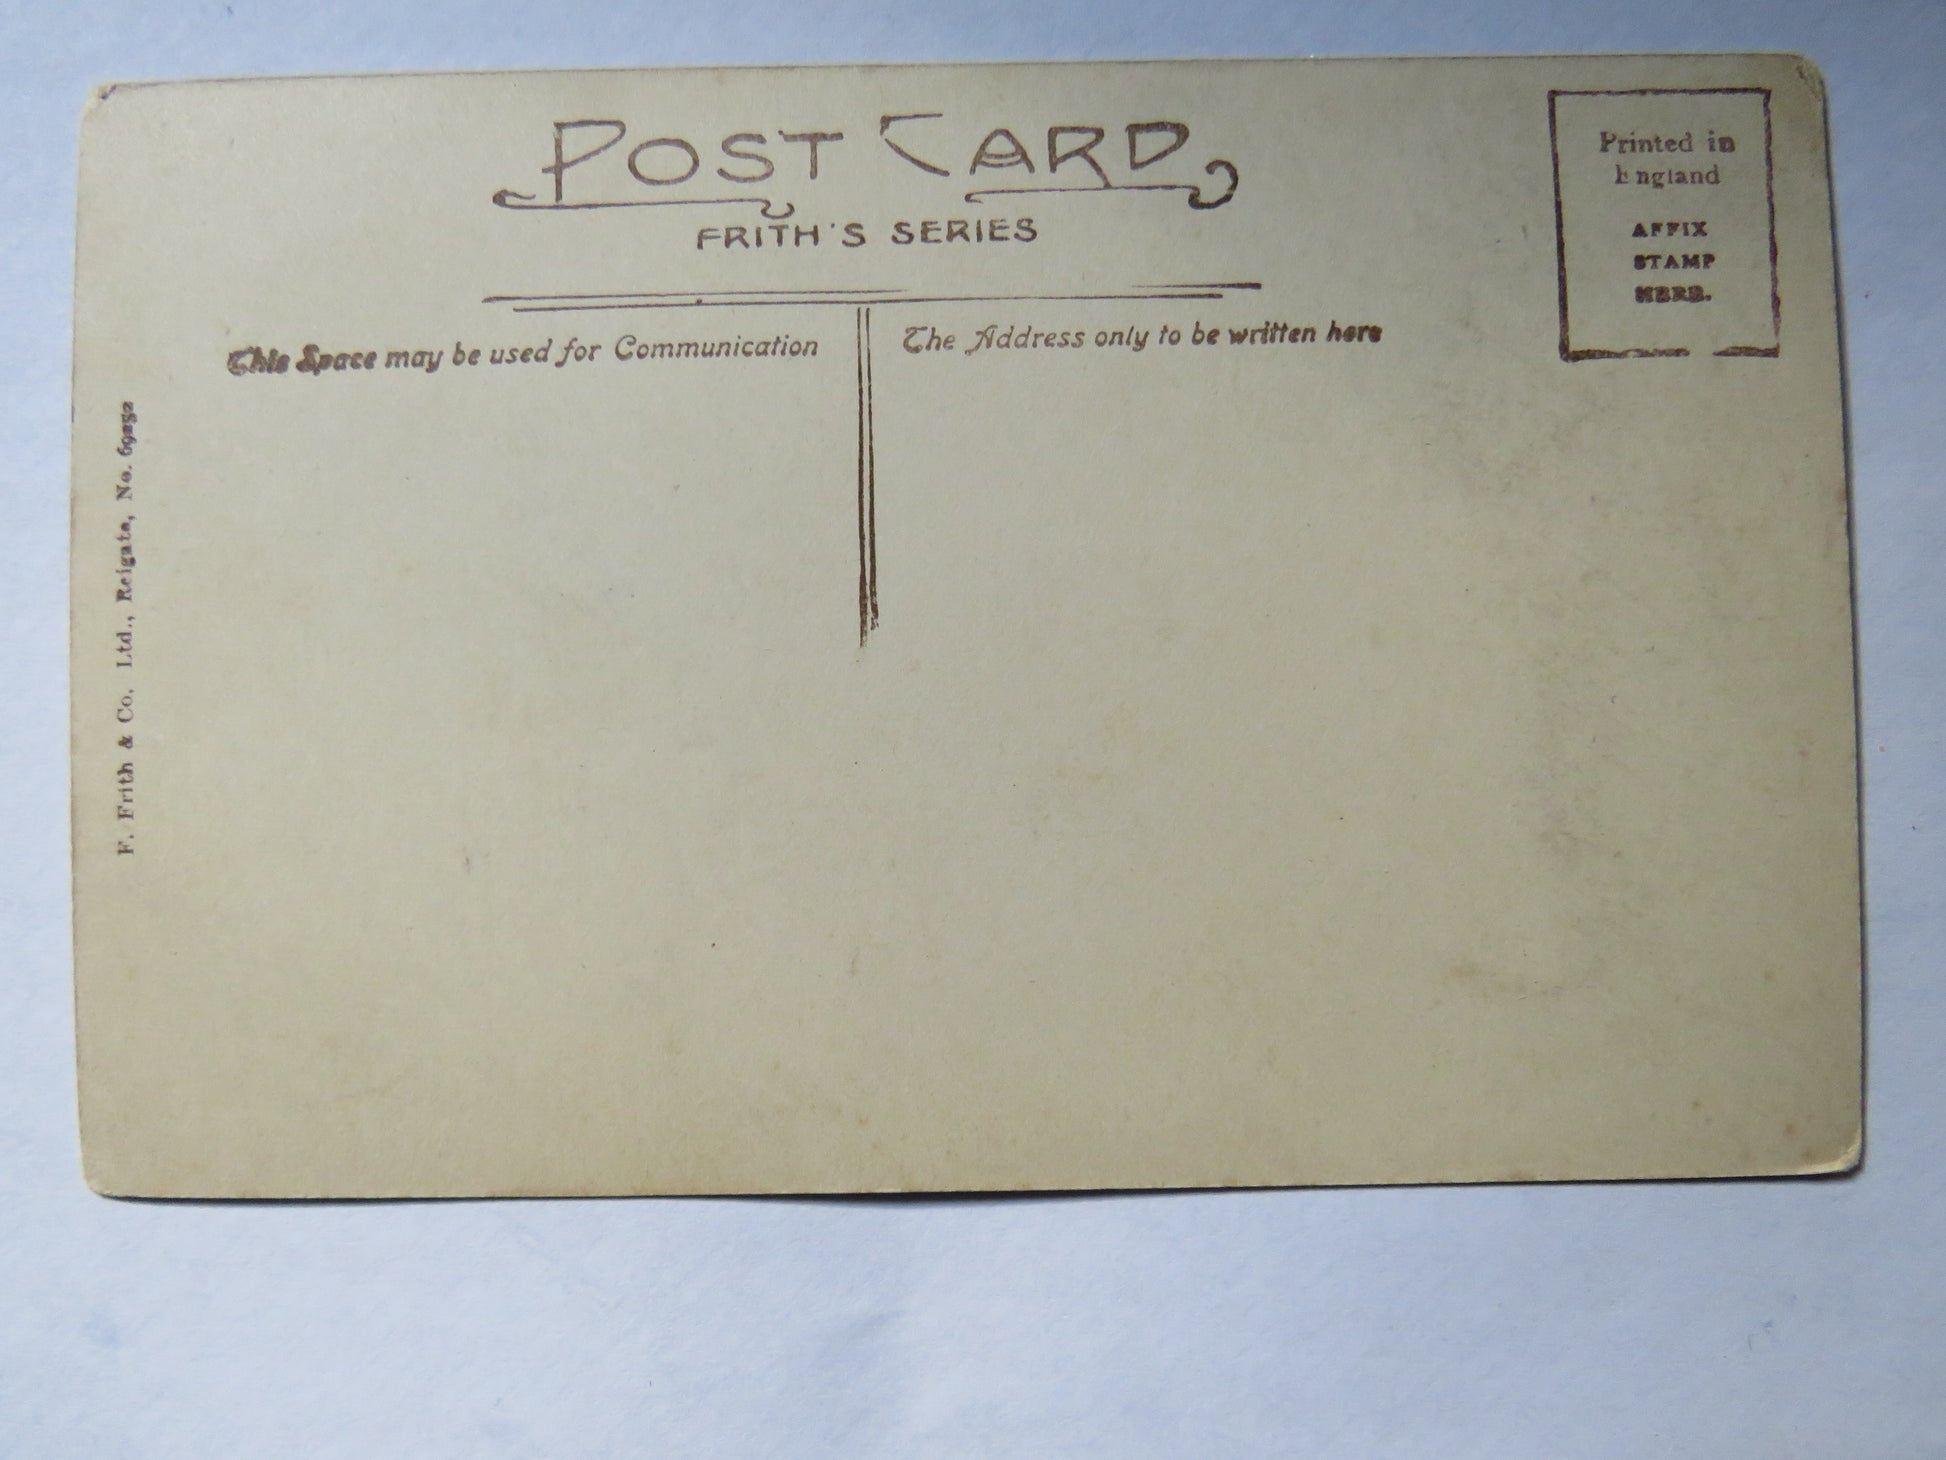 POST CARD
FRITH'S SERIES
Printed in
England
AFFIX
STAMP
HERE.
This Space may be used for Communication
The Address only to be written here
F. Frith & Co. Ltd., Reigate, No. 69252